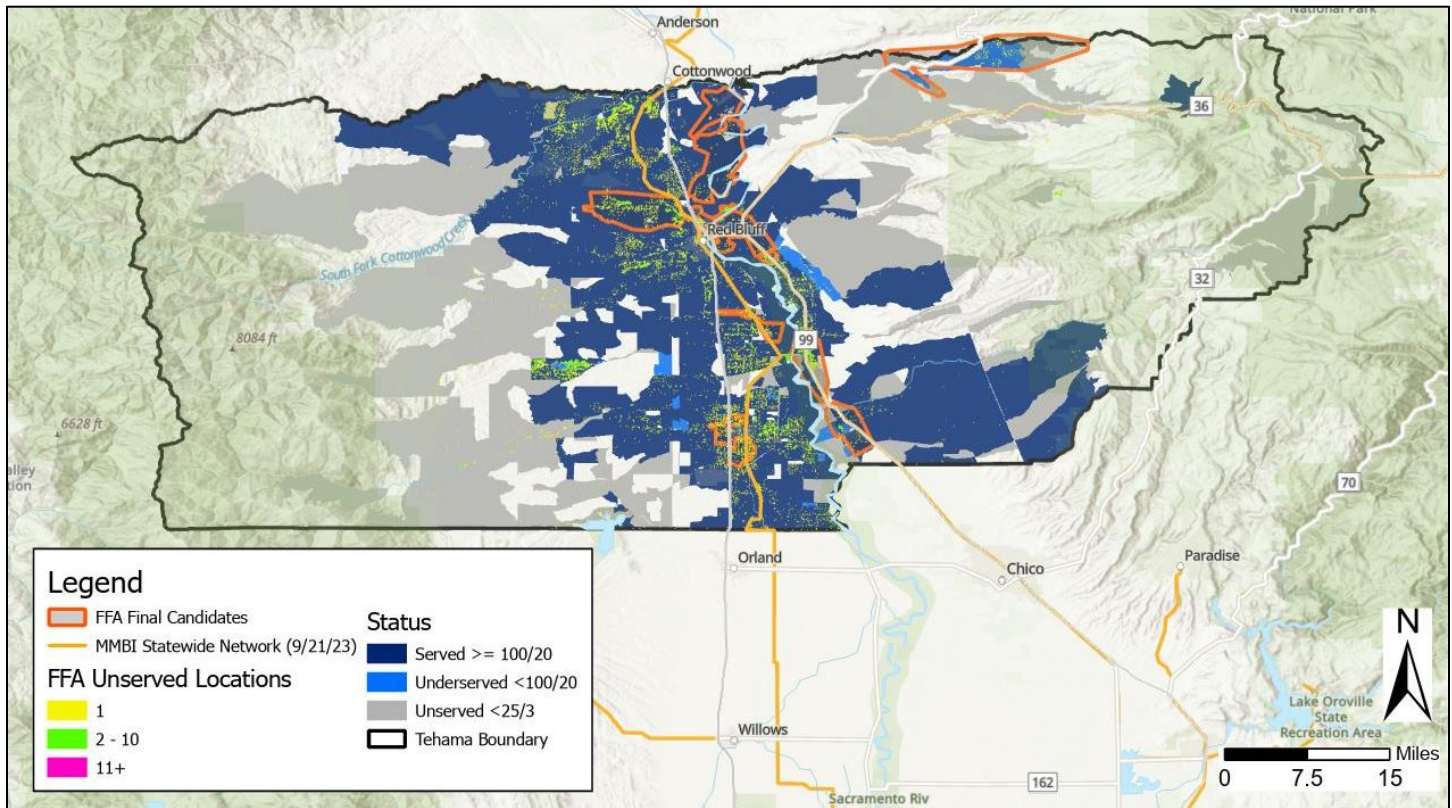 National Park
Anderson
Cottonwood
36
South Fork Cottonwood Creek
Red Bluff
32
99
8084 ft
6628 ft
alley
tion
70
Orland
Chico
Paradise
Willows
162
Sacramento Riv
Lake Oroville
State
Recreation Area
Legend
FFA Final Candidates
MMBI Statewide Network (9/21/23)
FFA Unserved Locations
1
2 - 10
11+
Status
Served >= 100/20
Underserved <100/20
Unserved <25/3
Tehama Boundary
N
Miles
0 7.5 15